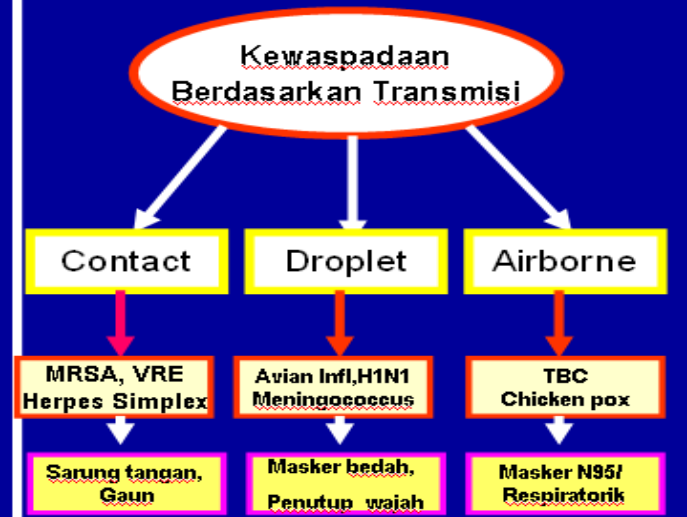 Kewaspadaan
Berdasarkan Transmisi
Contact
Droplet
Airborne
MRSA, VRE
Herpes Simplex
Avian Infl,H1N1
Meningococcus
TBC
Chicken pox
Sarung tangan,
Gaun
Masker bedah,
Penutup wajah
Masker N95/
Respiratorik